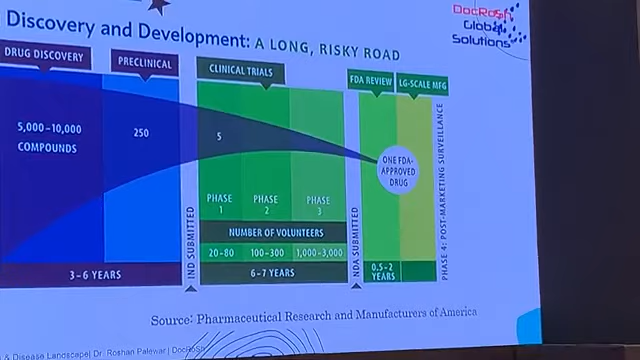 DocRoSh
Global
Solutions
Discovery and Development: A LONG, RISKY ROAD
DRUG DISCOVERY
PRECLINICAL
CLINICAL TRIALS
FDA REVIEW
LG-SCALE MFG
5,000–10,000
COMPOUNDS
250
5
ONE FDA-
APPROVED
DRUG
PHASE
1
PHASE
2
PHASE
3
NUMBER OF VOLUNTEERS
20–80
100–300
1,000–3,000
IND SUBMITTED
NDA SUBMITTED
PHASE 4: POST-MARKETING SURVEILLANCE
3–6 YEARS
6–7 YEARS
0.5–2
YEARS
Source: Pharmaceutical Research and Manufacturers of America
& Disease Landscape| Dr. Roshan Palewar | DocRoSh